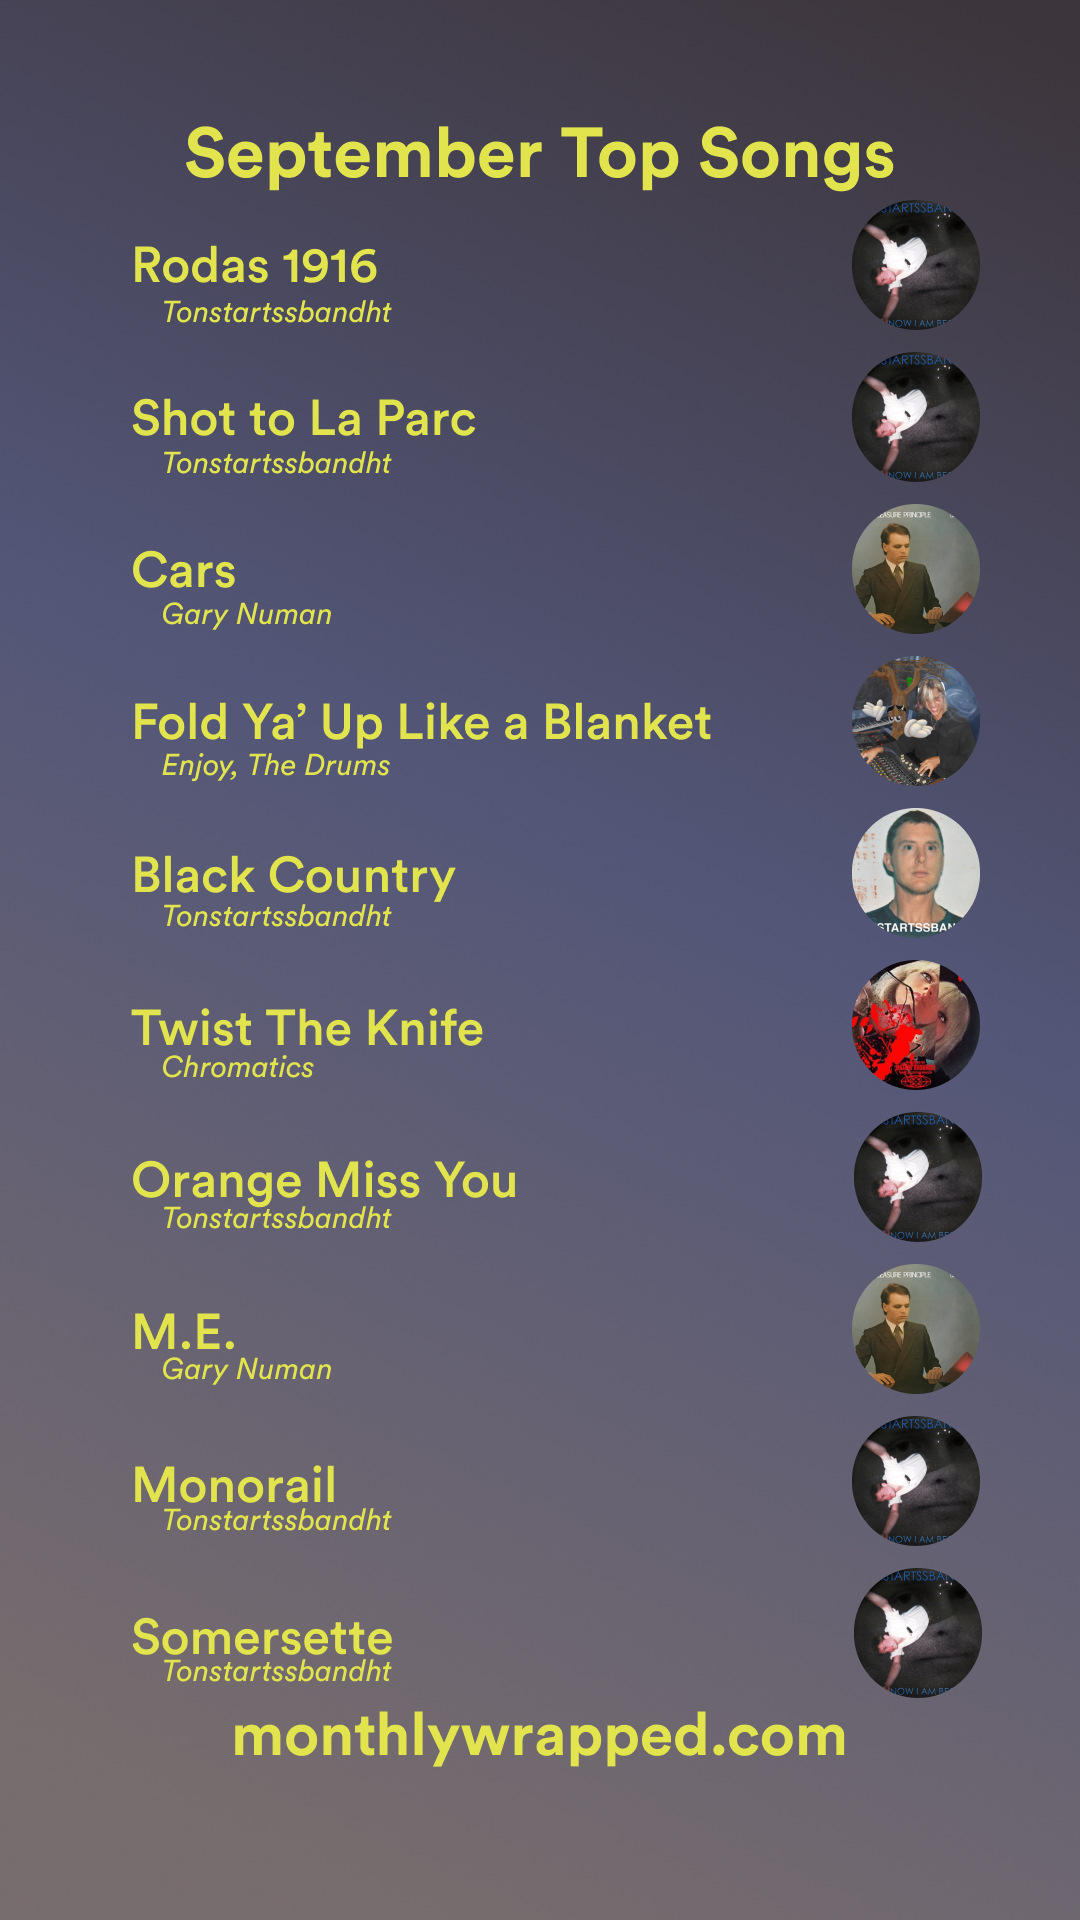 September Top Songs
Rodas 1916
Tonstartssbandht
Shot to La Parc
Tonstartssbandht
Cars
Gary Numan
Fold Ya’ Up Like a Blanket
Enjoy, The Drums
Black Country
Tonstartssbandht
STARTSSBAN
Twist The Knife
Chromatics
Orange Miss You
Tonstartssbandht
M.E.
Gary Numan
Monorail
Tonstartssbandht
Somersette
Tonstartssbandht
monthlywrapped.com